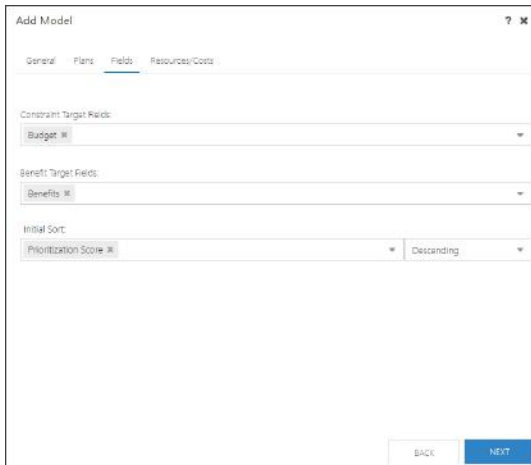 Add Model
? ✖
General Plans Fields Resources/Costs
Constraint Target Fields:
Budget ✖
Benefit Target Fields:
Benefits ✖
Initial Sort:
Prioritization Score ✖ Descending
BACK NEXT